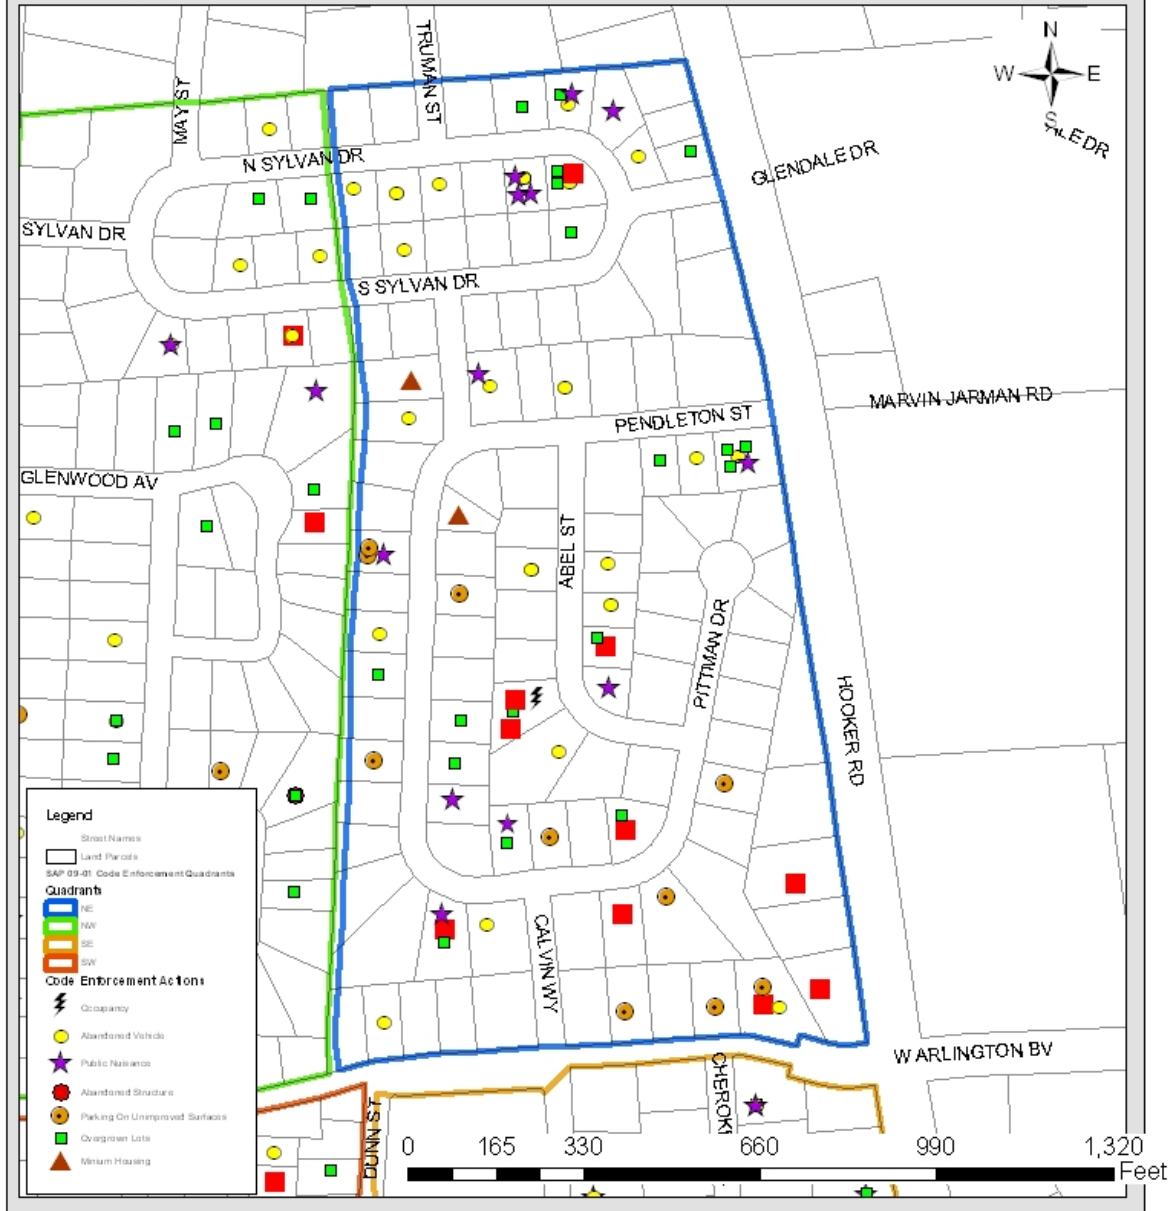 N
W E
S
TRUMAN ST
MAY ST
N SYLVAN DR
GLENDALE DR
SYLVAN DR
S SYLVAN DR
MARVIN JARMAN RD
PENDLETON ST
GLENWOOD AV
ABEL ST
PITTMAN DR
HOOKER RD
CALVIN WY
W ARLINGTON BV
CHEROKI
DUNN ST
Legend
Street Names
Land Parcels
SAP 09-01 Code Enforcement Quadrants
Quadrants
NE
NW
SE
SW
Code Enforcement Actions
Occupancy
Abandoned Vehicle
Public Nuisance
Abandoned Structure
Parking On Unimproved Surfaces
Overgrown Lots
Minium Housing
0 165 330 660 990 1,320
Feet